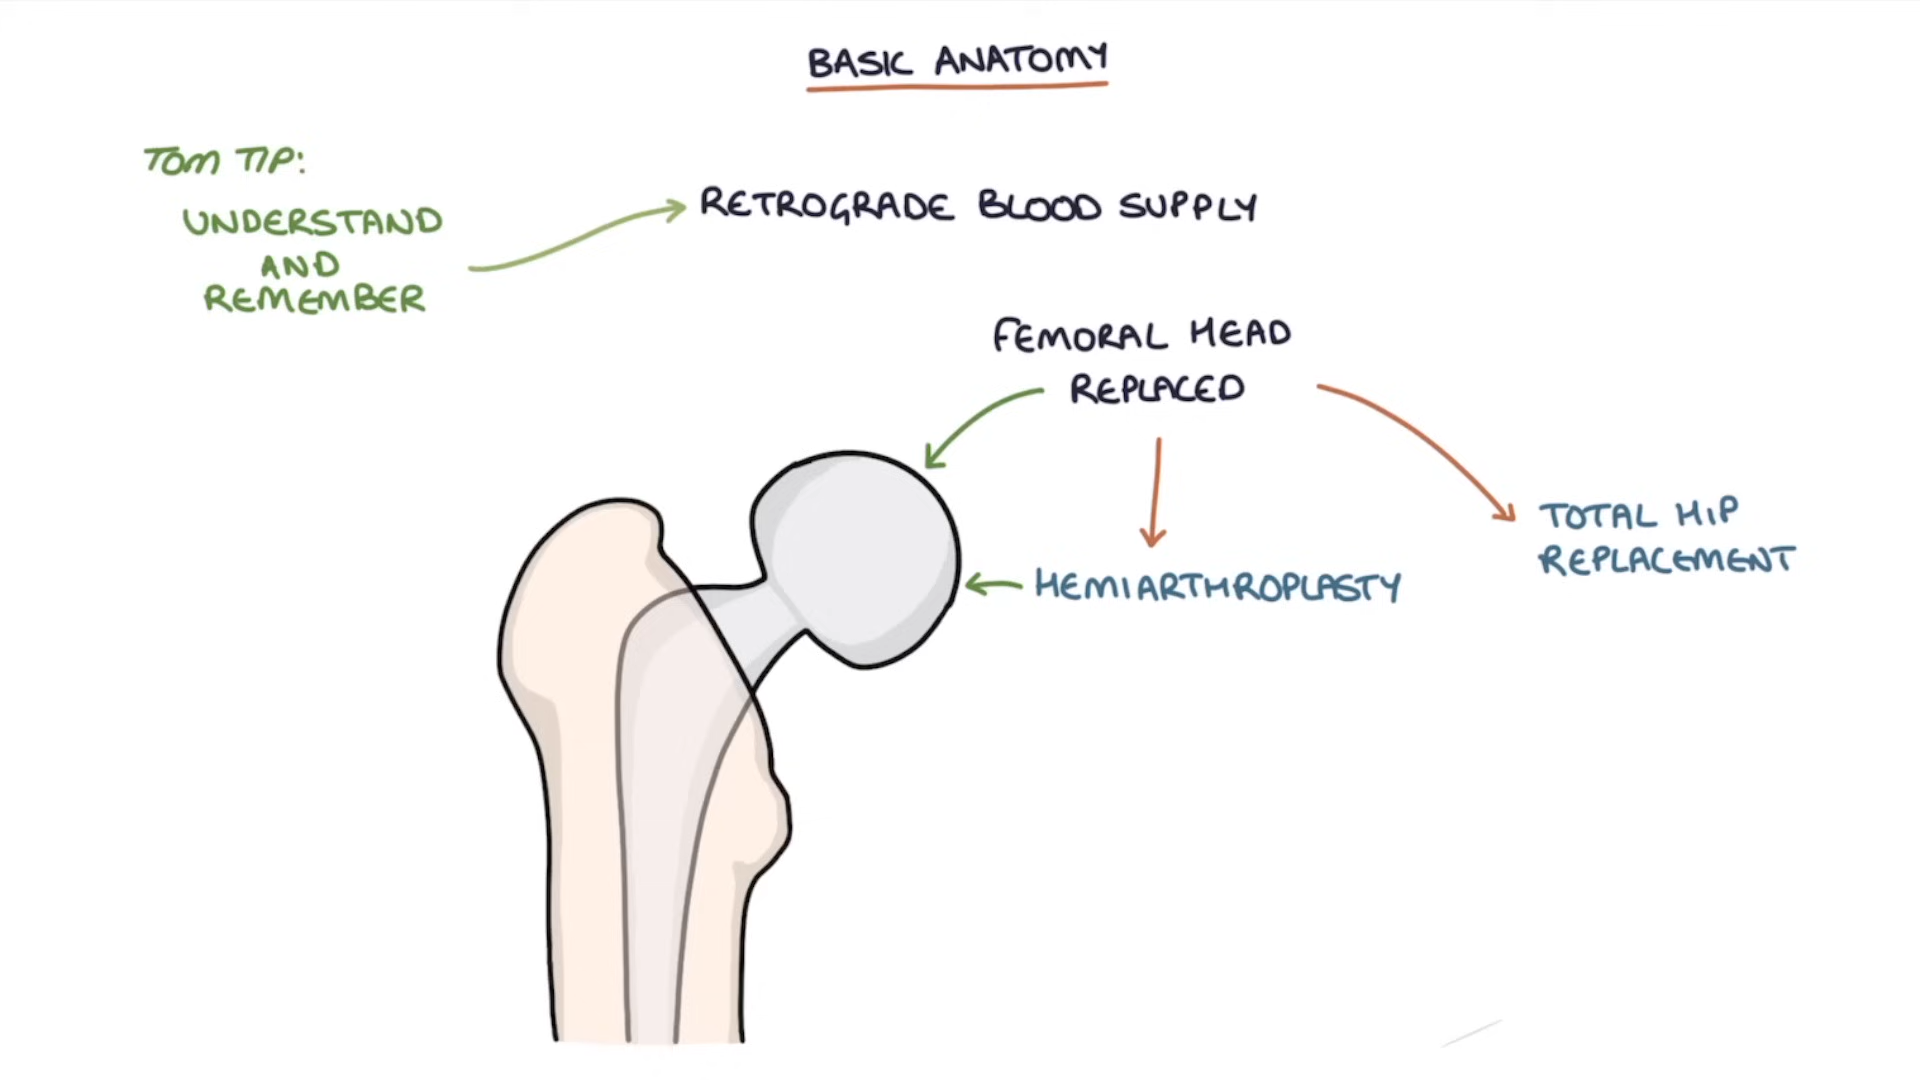 BASIC ANATOMY
TOM TIP:
UNDERSTAND
AND
REMEMBER
RETROGRADE BLOOD SUPPLY
FEMORAL HEAD
REPLACED
HEMIARTHROPLASTY
TOTAL HIP
REPLACEMENT